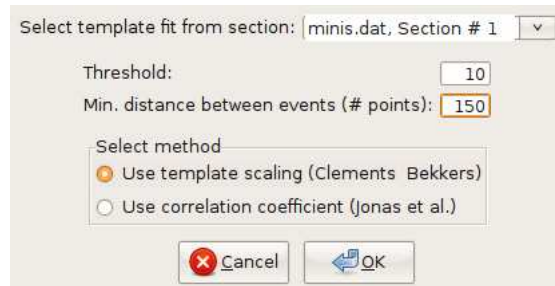 Select template fit from section: minis.dat, Section # 1
Threshold: 10
Min. distance between events (# points): 150
Select method
Use template scaling (Clements Bekkers)
Use correlation coefficient (Jonas et al.)
Cancel OK